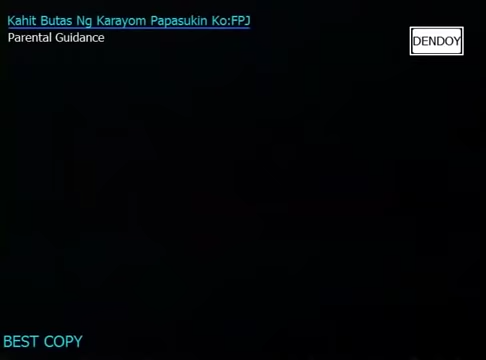 Kahit Butas Ng Karayom Papasukin Ko:FPJ
Parental Guidance
DENDOY
BEST COPY